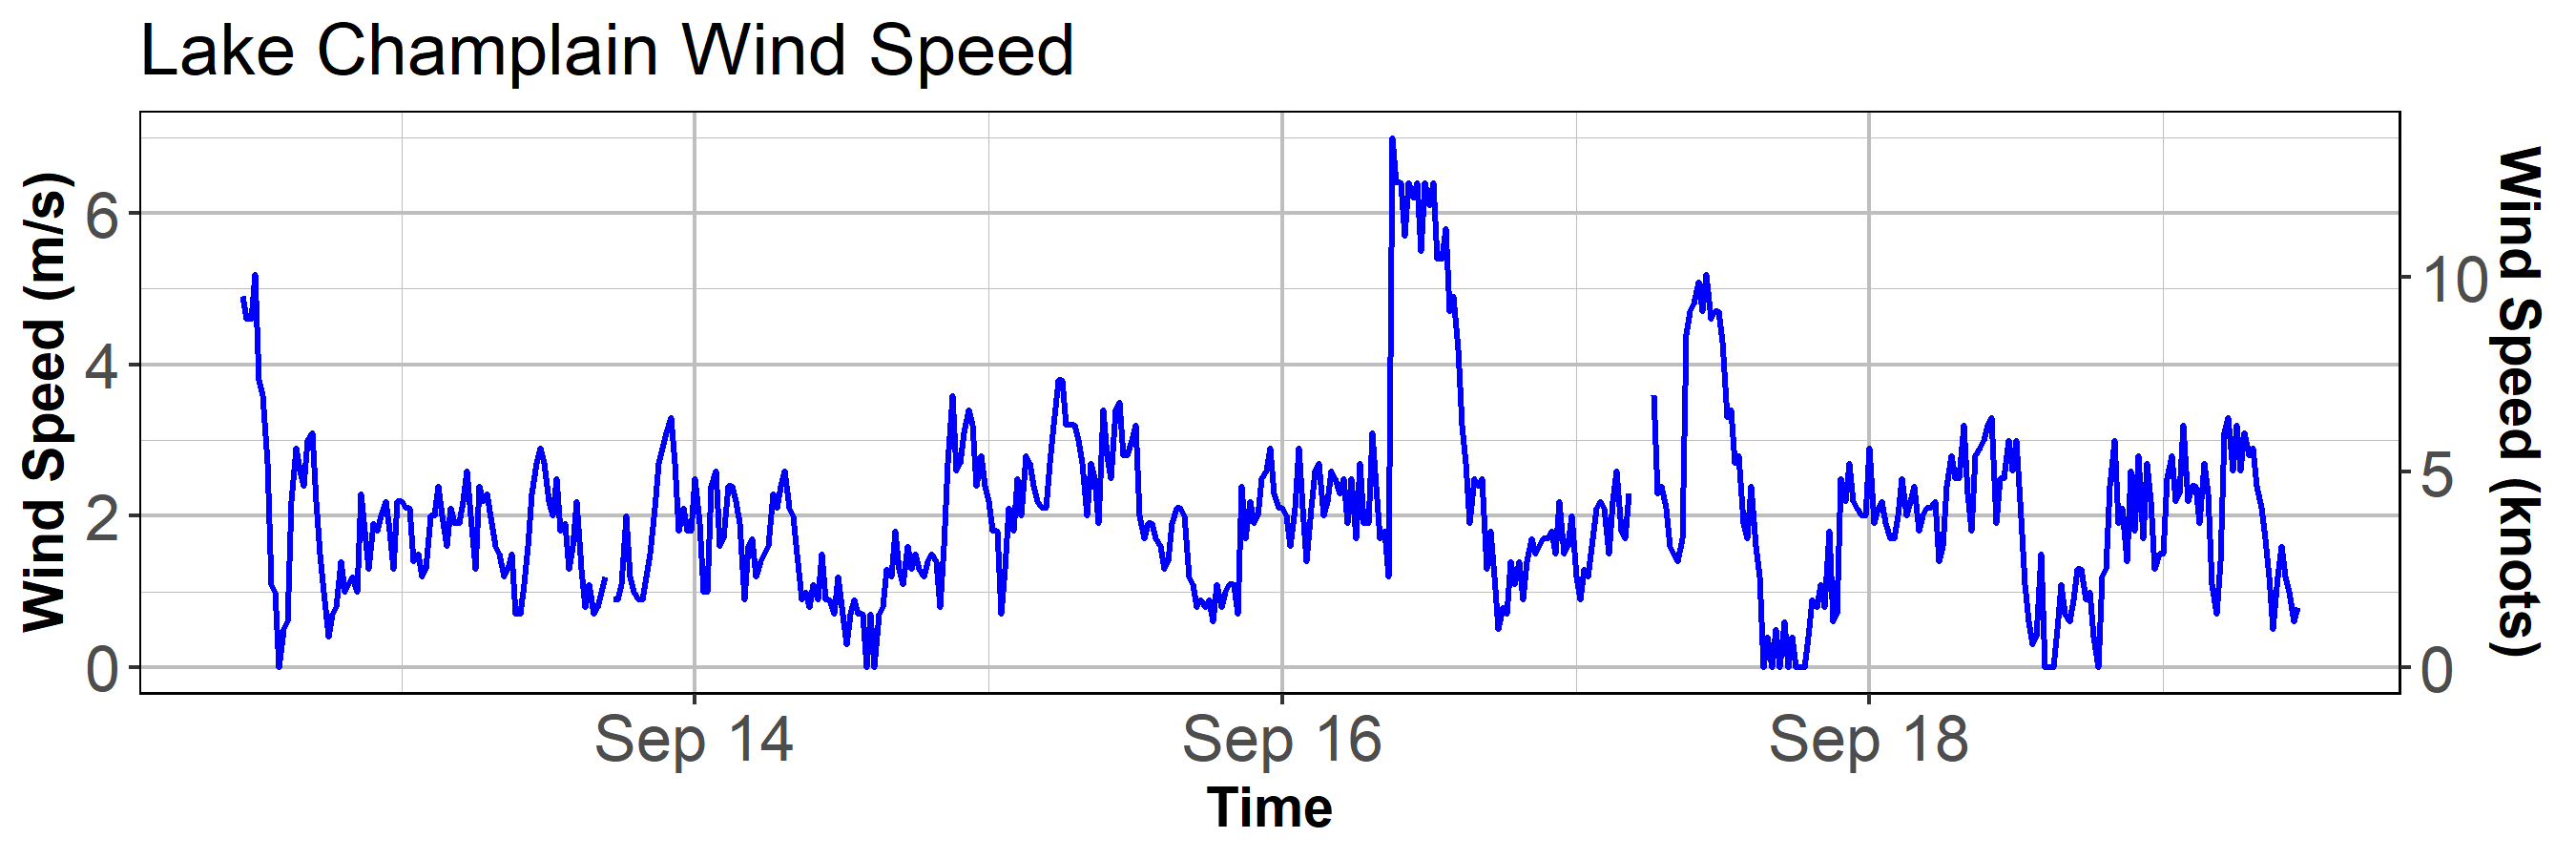 Lake Champlain Wind Speed
Wind Speed (m/s)
6
4
2
0
Wind Speed (knots)
10
5
0
Sep 14
Sep 16
Sep 18
Time